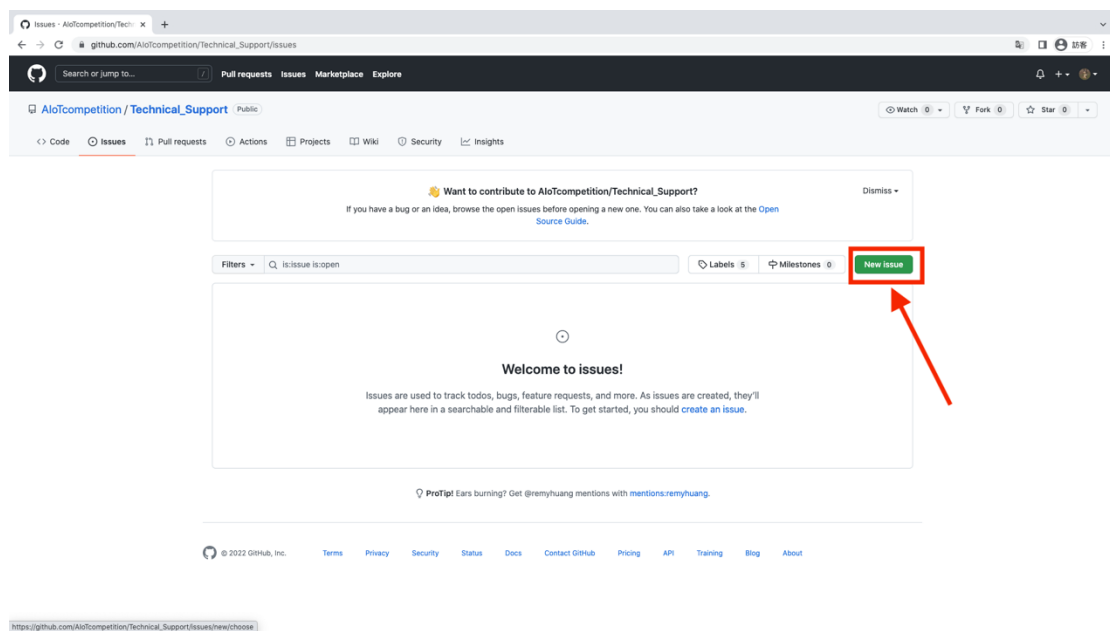 Issues · AIoTcompetition/Techn
github.com/AIoTcompetition/Technical_Support/issues
訪客
Search or jump to...
/
Pull requests Issues Marketplace Explore
AIoTcompetition / Technical_Support Public
Watch 0 Fork 0 Star 0
Code Issues Pull requests Actions Projects Wiki Security Insights
👋 Want to contribute to AIoTcompetition/Technical_Support?
Dismiss
If you have a bug or an idea, browse the open issues before opening a new one. You can also take a look at the Open
Source Guide.
Filters is:issue is:open Labels 5 Milestones 0 New issue
Welcome to issues!
Issues are used to track todos, bugs, feature requests, and more. As issues are created, they'll
appear here in a searchable and filterable list. To get started, you should create an issue.
ProTip! Ears burning? Get @remyhuang mentions with mentions:remyhuang.
© 2022 GitHub, Inc. Terms Privacy Security Status Docs Contact GitHub Pricing API Training Blog About
https://github.com/AIoTcompetition/Technical_Support/issues/new/choose